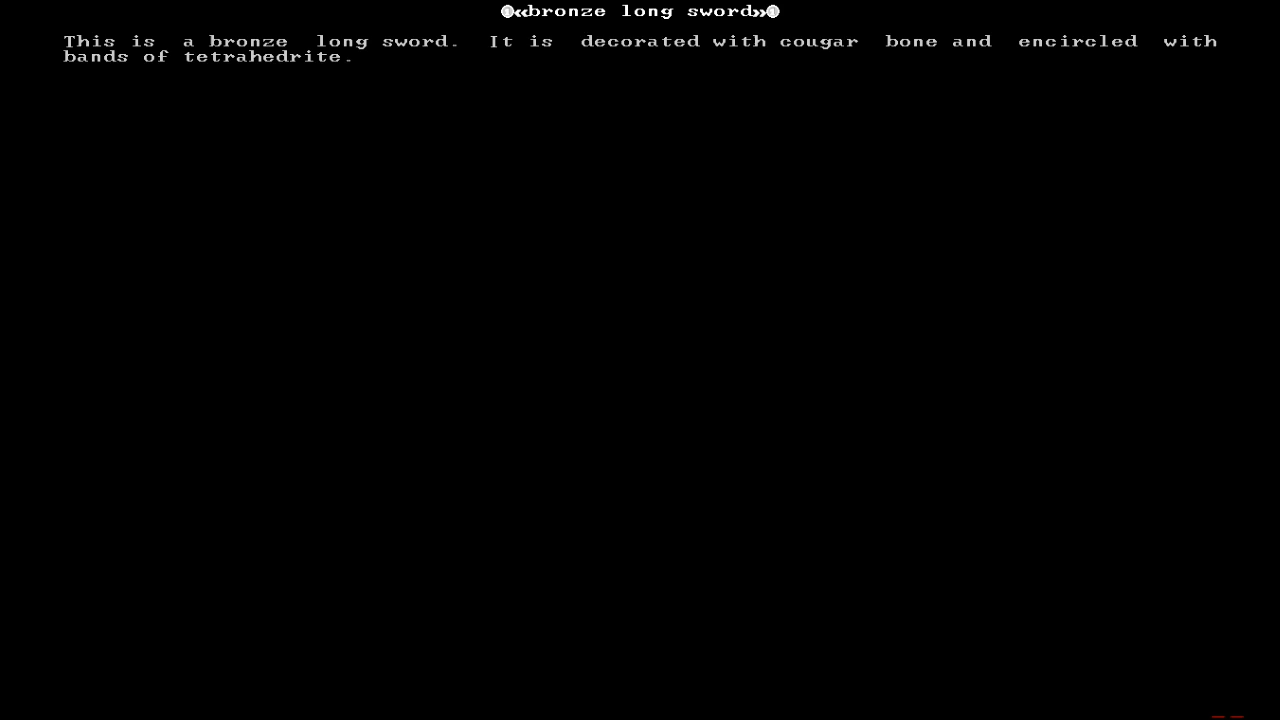 «bronze long sword»
This is a bronze long sword. It is decorated with cougar bone and encircled with
bands of tetrahedrite.